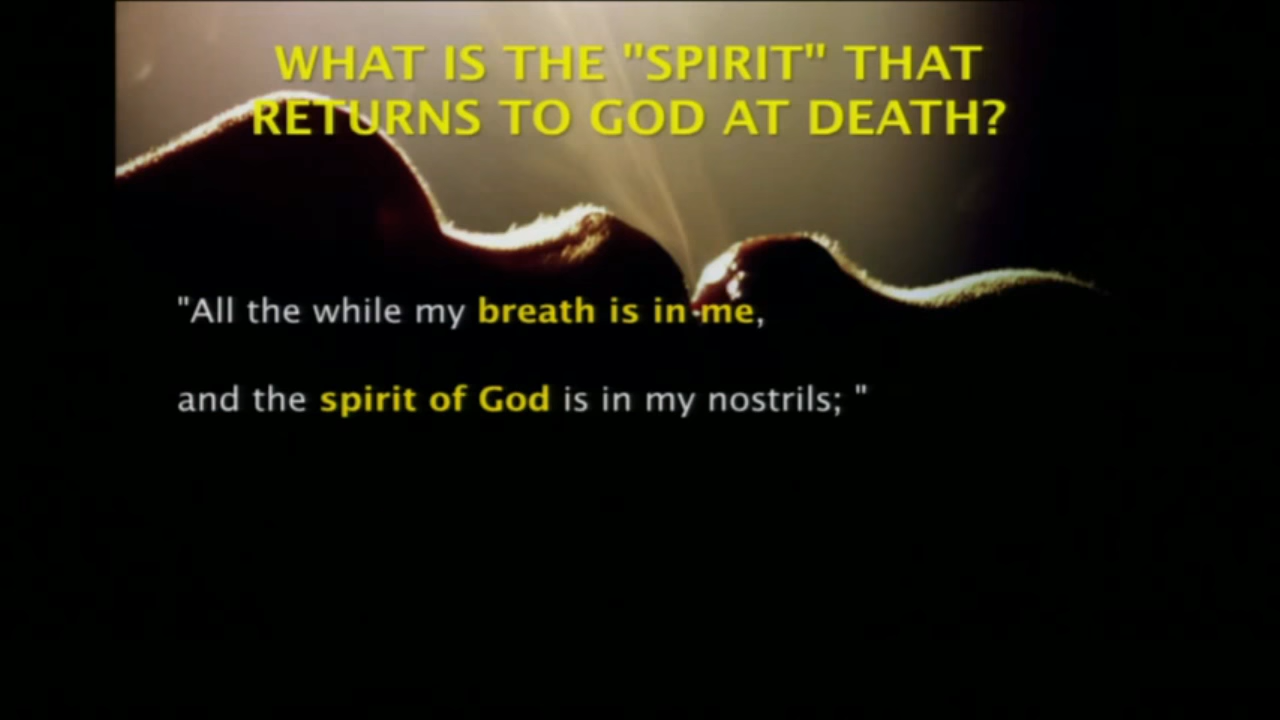 WHAT IS THE "SPIRIT" THAT
RETURNS TO GOD AT DEATH?
"All the while my breath is in me,
and the spirit of God is in my nostrils; "